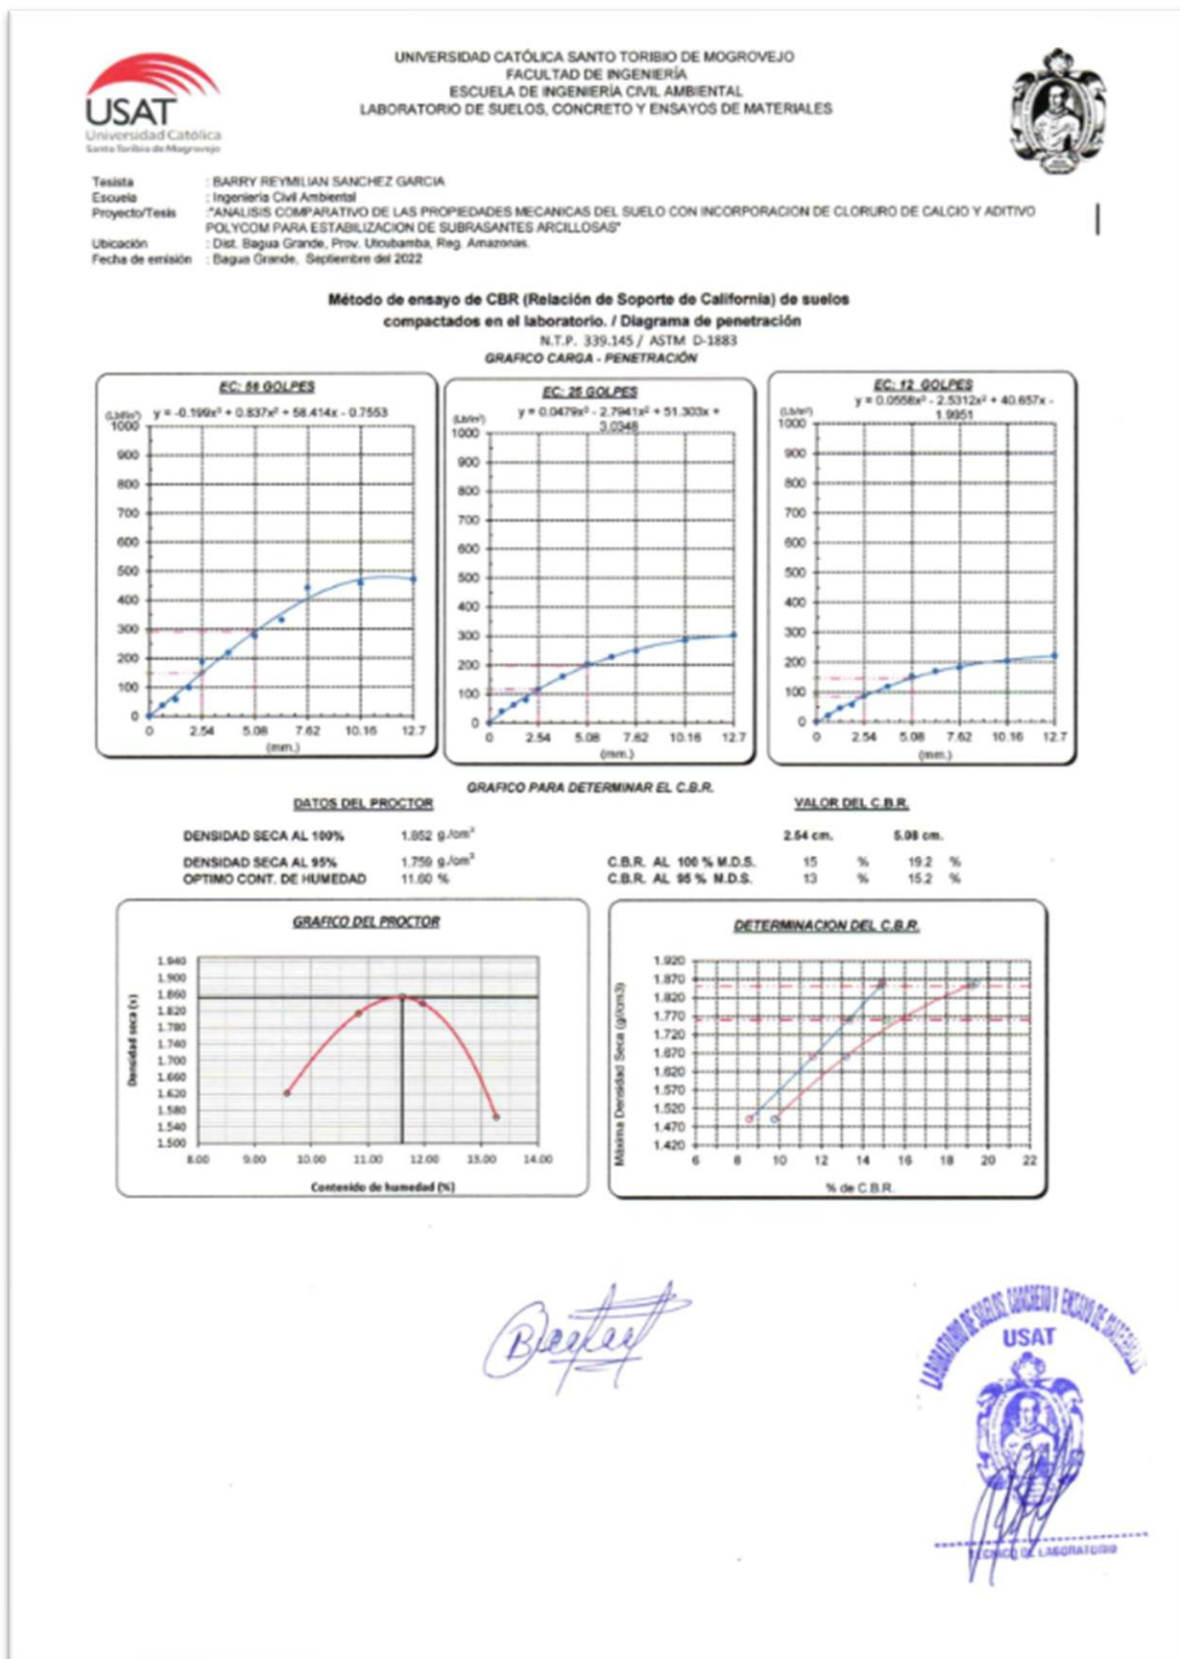 USAT
Universidad Católica
Santo Toribio de Mogrovejo
UNIVERSIDAD CATÓLICA SANTO TORIBIO DE MOGROVEJO
FACULTAD DE INGENIERÍA
ESCUELA DE INGENIERÍA CIVIL AMBIENTAL
LABORATORIO DE SUELOS, CONCRETO Y ENSAYOS DE MATERIALES
Tesista : BARRY REYMILIAN SANCHEZ GARCIA
Escuela : Ingeniería Civil Ambiental
Proyecto/Tesis :"ANALISIS COMPARATIVO DE LAS PROPIEDADES MECANICAS DEL SUELO CON INCORPORACION DE CLORURO DE CALCIO Y ADITIVO
POLYCOM PARA ESTABILIZACION DE SUBRASANTES ARCILLOSAS"
Ubicación : Dist. Bagua Grande, Prov. Utcubamba, Reg. Amazonas.
Fecha de emisión : Bagua Grande, Septiembre del 2022
Método de ensayo de CBR (Relación de Soporte de California) de suelos
compactados en el laboratorio. / Diagrama de penetración
N.T.P. 339.145 / ASTM D-1883
GRAFICO CARGA - PENETRACIÓN
EC: 56 GOLPES
(Lb/in²) y = -0.199x³ + 0.837x² + 58.414x - 0.7553
1000
900
800
700
600
500
400
300
200
100
0
0 2.54 5.08 7.62 10.16 12.7
(mm.)
EC: 25 GOLPES
(Lb/in²) y = 0.0479x³ - 2.7941x² + 51.303x +
3.0348
1000
900
800
700
600
500
400
300
200
100
0
0 2.54 5.08 7.62 10.16 12.7
(mm.)
EC: 12 GOLPES
(Lb/in²) y = 0.0558x³ - 2.5312x² + 40.657x -
1.9951
1000
900
800
700
600
500
400
300
200
100
0
0 2.54 5.08 7.62 10.16 12.7
(mm.)
GRAFICO PARA DETERMINAR EL C.B.R.
DATOS DEL PROCTOR
DENSIDAD SECA AL 100% 1.852 g./cm³
DENSIDAD SECA AL 95% 1.759 g./cm³
OPTIMO CONT. DE HUMEDAD 11.60 %
VALOR DEL C.B.R.
2.54 cm. 5.08 cm.
C.B.R. AL 100 % M.D.S. 15 % 19.2 %
C.B.R. AL 95 % M.D.S. 13 % 15.2 %
GRAFICO DEL PROCTOR
Densidad seca (s)
1.940
1.900
1.860
1.820
1.780
1.740
1.700
1.660
1.620
1.580
1.540
1.500
8.00 9.00 10.00 11.00 12.00 13.00 14.00
Contenido de humedad (%)
DETERMINACION DEL C.B.R.
Máxima Densidad Seca (g/cm3)
1.920
1.870
1.820
1.770
1.720
1.670
1.620
1.570
1.520
1.470
1.420
6 8 10 12 14 16 18 20 22
% de C.B.R.
LABORATORIO DE SUELOS, CONCRETO Y ENSAYO DE MATERIALES
USAT
TECNICO DE LABORATORIO